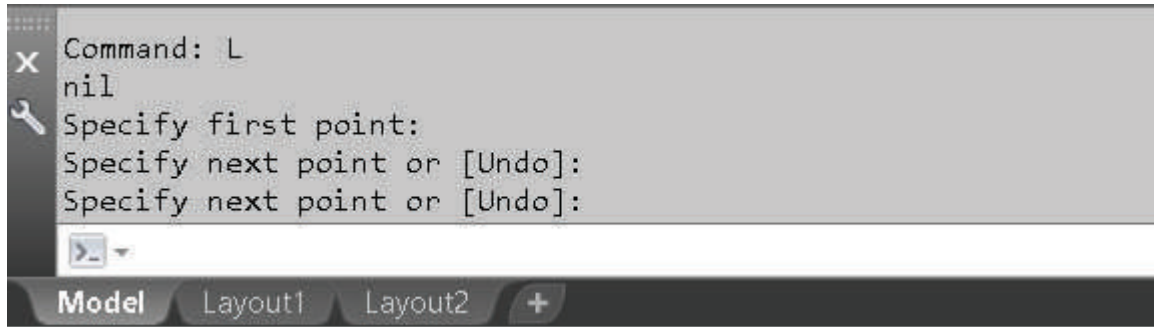 Command: L
nil
Specify first point:
Specify next point or [Undo]:
Specify next point or [Undo]:
Model Layout1 Layout2 +